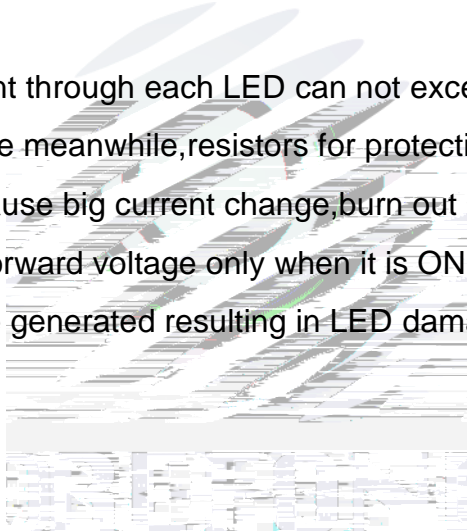 nt through each LED can not exce
e meanwhile,resistors for protecti
use big current change,burn out
orward voltage only when it is ON
generated resulting in LED dama